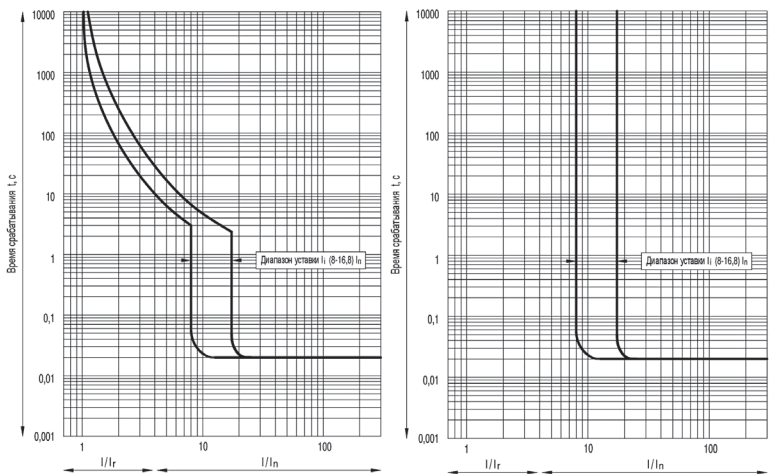 10000
1000
100
10
1
0,1
0,01
0,001
Время срабатывания t, с
Диапазон уставки Ii (8-16,8) In
1
10
100
I/Ir
I/In
10000
1000
100
10
1
0,1
0,01
0,001
Время срабатывания t, с
Диапазон уставки Ii (8-16,8) In
1
10
100
I/Ir
I/In